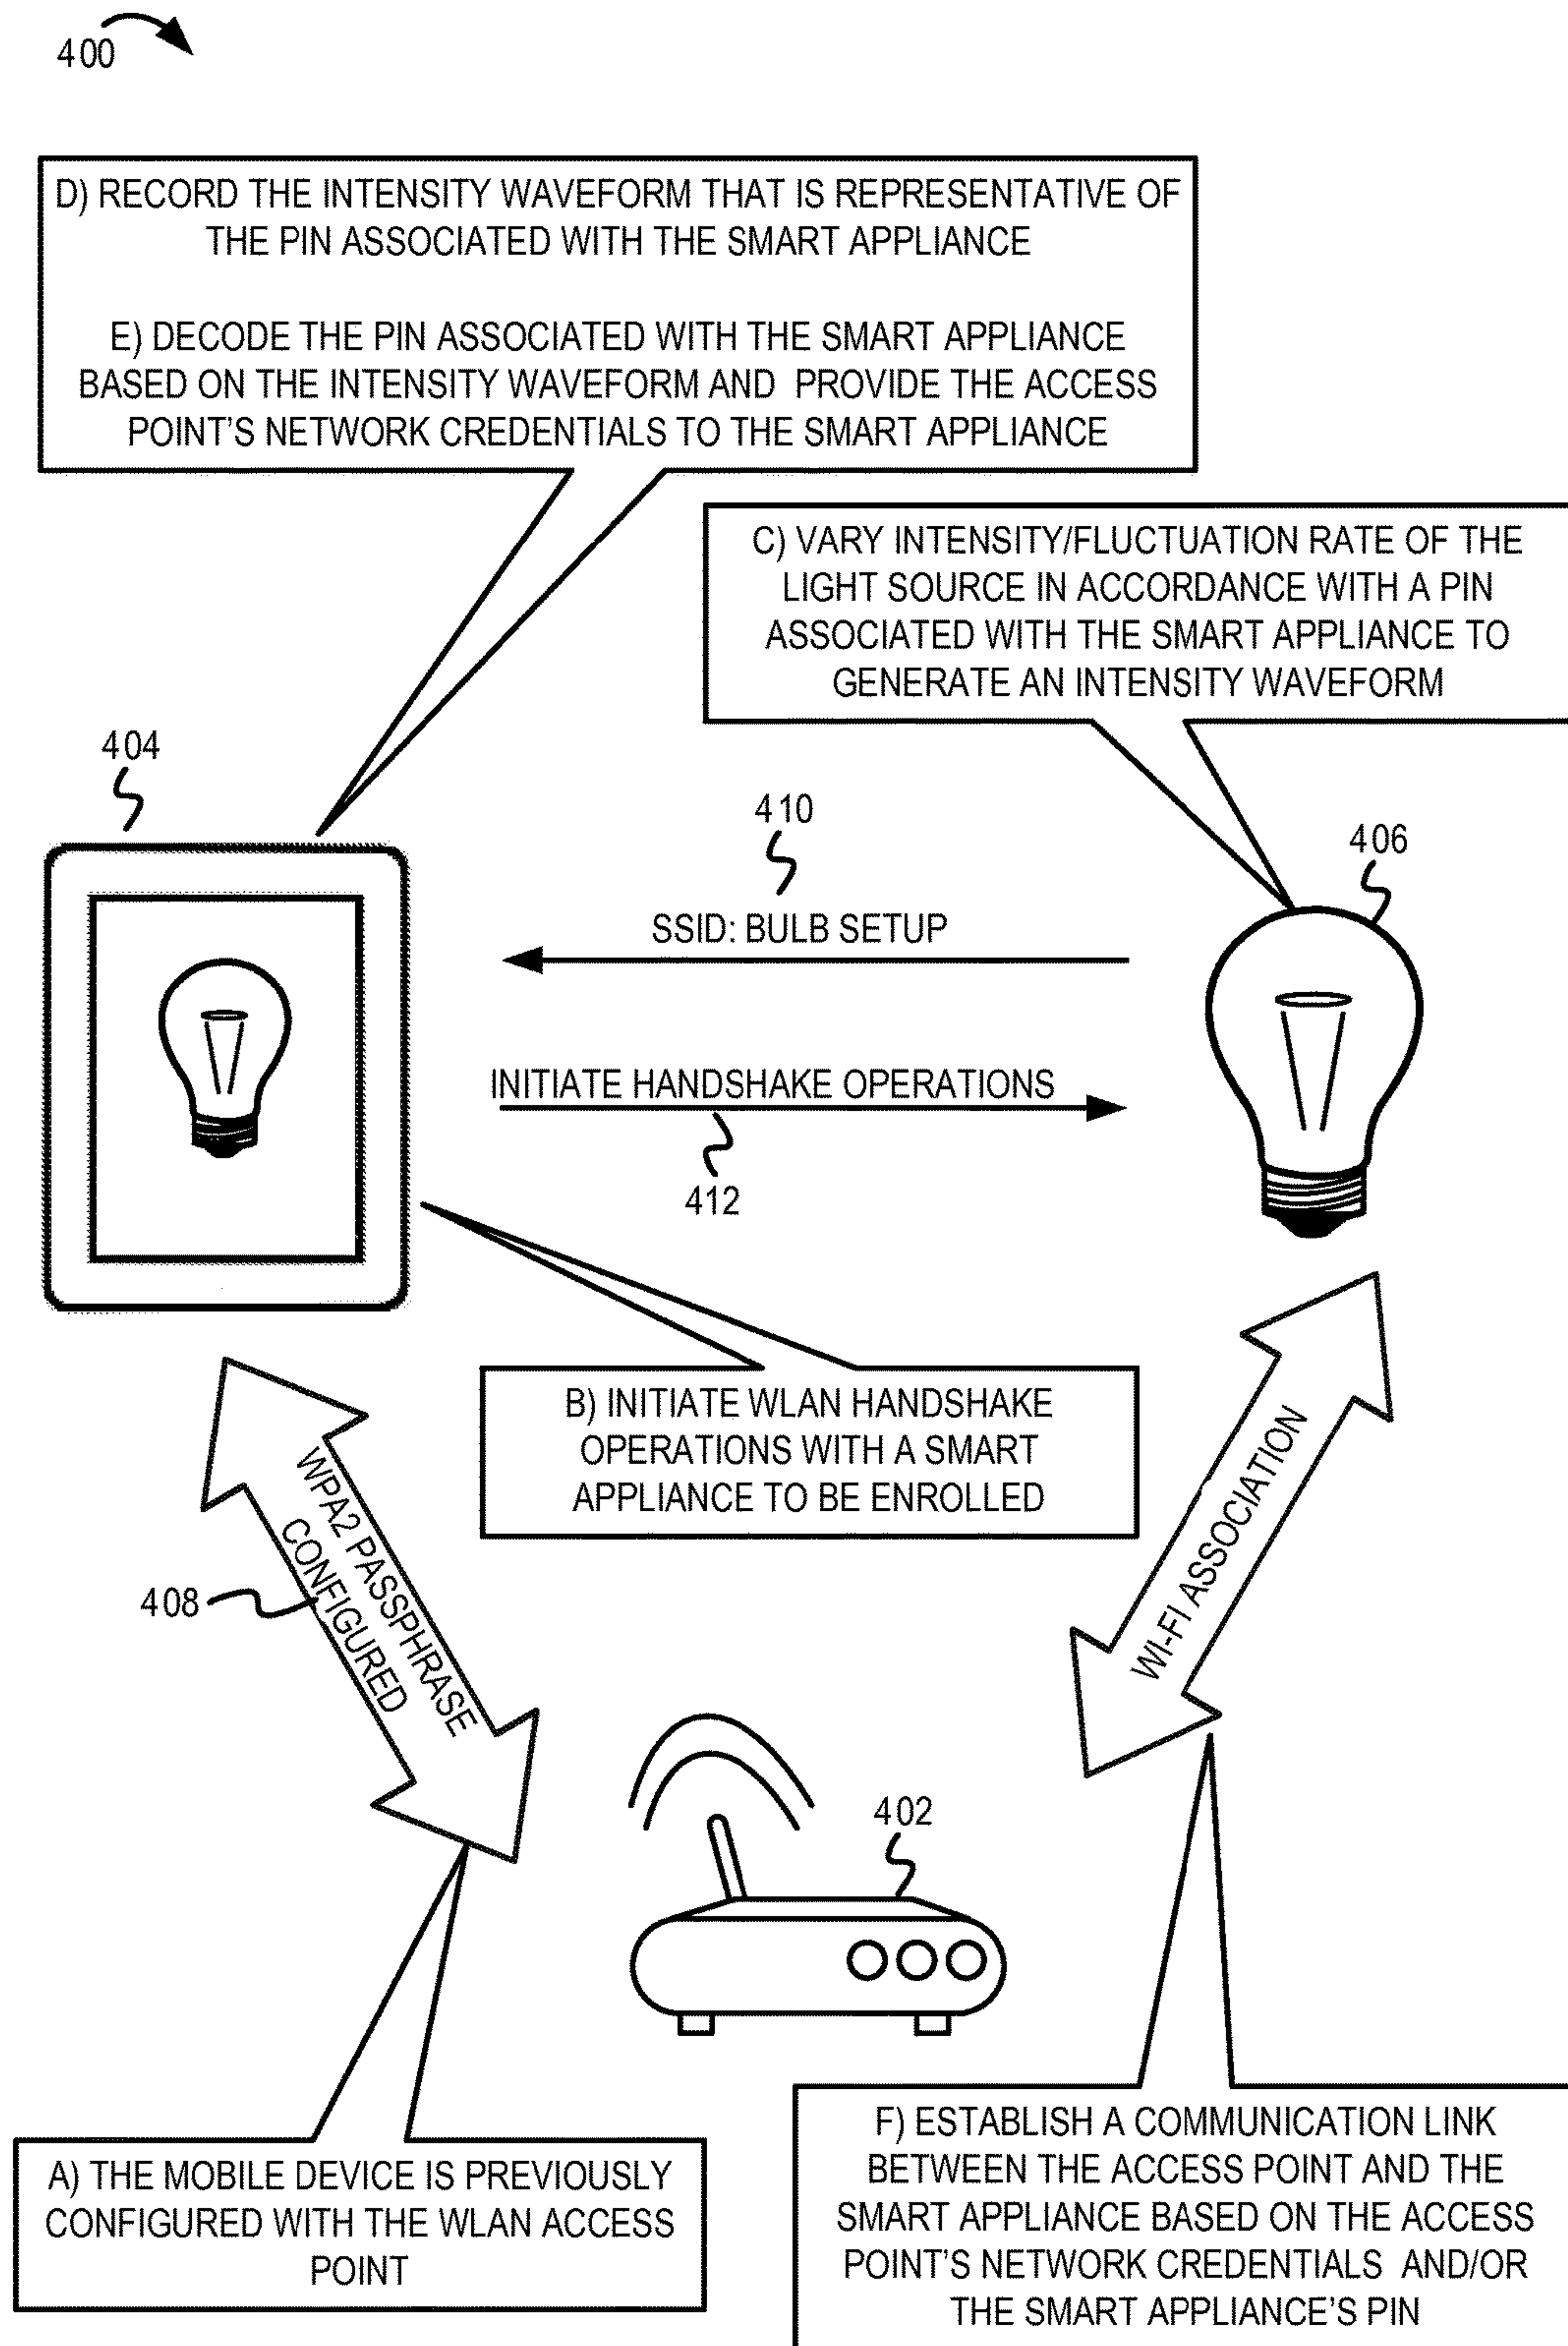 400
D) RECORD THE INTENSITY WAVEFORM THAT IS REPRESENTATIVE OF
THE PIN ASSOCIATED WITH THE SMART APPLIANCE
E) DECODE THE PIN ASSOCIATED WITH THE SMART APPLIANCE
BASED ON THE INTENSITY WAVEFORM AND PROVIDE THE ACCESS
POINT'S NETWORK CREDENTIALS TO THE SMART APPLIANCE
C) VARY INTENSITY/FLUCTUATION RATE OF THE
LIGHT SOURCE IN ACCORDANCE WITH A PIN
ASSOCIATED WITH THE SMART APPLIANCE TO
GENERATE AN INTENSITY WAVEFORM
404
410
406
SSID: BULB SETUP
INITIATE HANDSHAKE OPERATIONS
412
B) INITIATE WLAN HANDSHAKE
OPERATIONS WITH A SMART
APPLIANCE TO BE ENROLLED
WPA2 PASSPHRASE
CONFIGURED
408
WI-FI ASSOCIATION
402
A) THE MOBILE DEVICE IS PREVIOUSLY
CONFIGURED WITH THE WLAN ACCESS
POINT
F) ESTABLISH A COMMUNICATION LINK
BETWEEN THE ACCESS POINT AND THE
SMART APPLIANCE BASED ON THE ACCESS
POINT'S NETWORK CREDENTIALS AND/OR
THE SMART APPLIANCE'S PIN